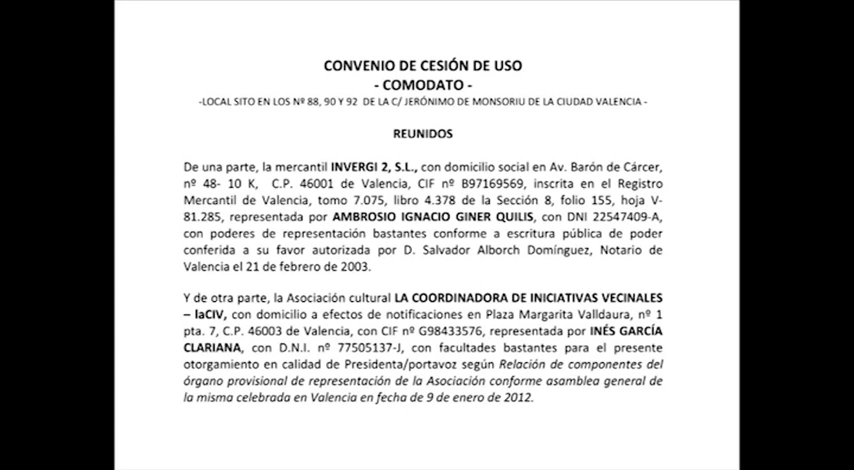 CONVENIO DE CESIÓN DE USO
- COMODATO -
-LOCAL SITO EN LOS Nº 88, 90 Y 92 DE LA C/ JERÓNIMO DE MONSORIU DE LA CIUDAD VALENCIA -
REUNIDOS
De una parte, la mercantil INVERGI 2, S.L., con domicilio social en Av. Barón de Cárcer,
nº 48- 10 K, C.P. 46001 de Valencia, CIF nº B97169569, inscrita en el Registro
Mercantil de Valencia, tomo 7.075, libro 4.378 de la Sección 8, folio 155, hoja V-
81.285, representada por AMBROSIO IGNACIO GINER QUILIS, con DNI 22547409-A,
con poderes de representación bastantes conforme a escritura pública de poder
conferida a su favor autorizada por D. Salvador Alborch Domínguez, Notario de
Valencia el 21 de febrero de 2003.
Y de otra parte, la Asociación cultural LA COORDINADORA DE INICIATIVAS VECINALES
– laCIV, con domicilio a efectos de notificaciones en Plaza Margarita Valldaura, nº 1
pta. 7, C.P. 46003 de Valencia, con CIF nº G98433576, representada por INÉS GARCÍA
CLARIANA, con D.N.I. nº 77505137-J, con facultades bastantes para el presente
otorgamiento en calidad de Presidenta/portavoz según Relación de componentes del
órgano provisional de representación de la Asociación conforme asamblea general de
la misma celebrada en Valencia en fecha de 9 de enero de 2012.